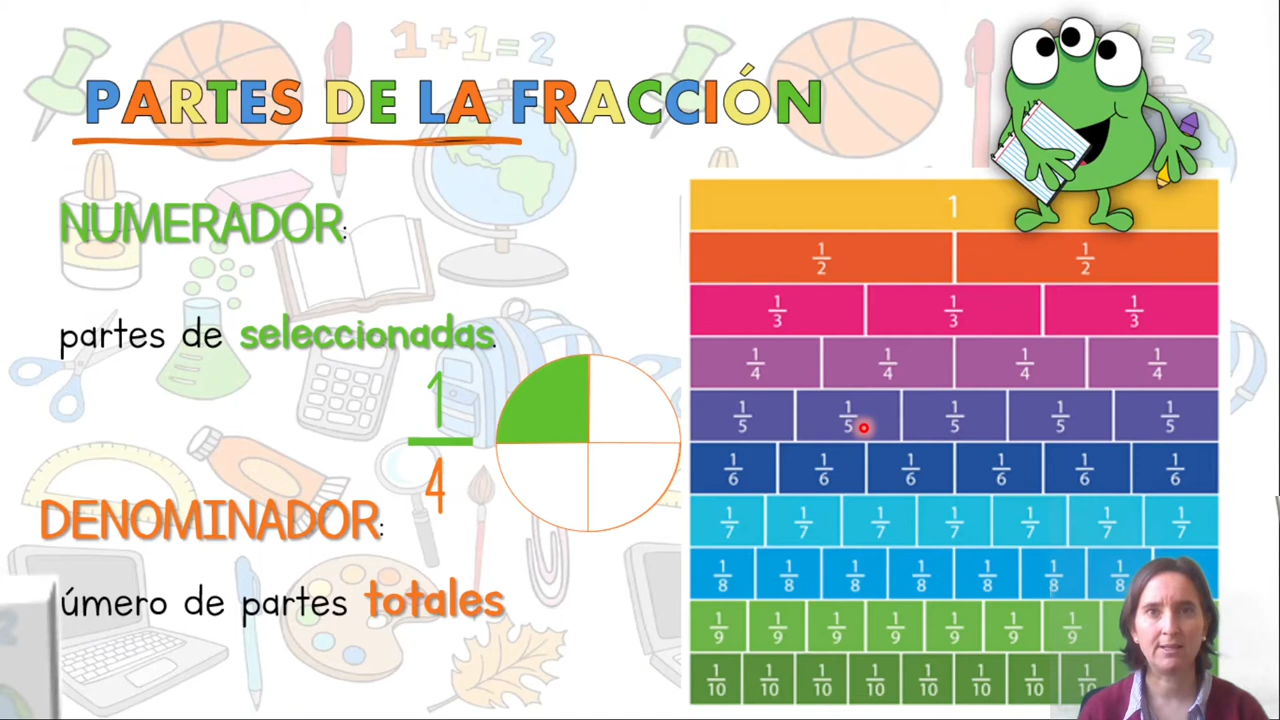 1+1=2
=2
PARTES DE LA FRACCIÓN
NUMERADOR:
partes de seleccionadas.
1
4
DENOMINADOR:
úmero de partes totales
1
1/2 1/2
1/3 1/3 1/3
1/4 1/4 1/4 1/4
1/5 1/5 1/5 1/5 1/5
1/6 1/6 1/6 1/6 1/6 1/6
1/7 1/7 1/7 1/7 1/7 1/7 1/7
1/8 1/8 1/8 1/8 1/8 1/8 1/8
1/9 1/9 1/9 1/9 1/9 1/9 1/9
1/10 1/10 1/10 1/10 1/10 1/10 1/10 1/10